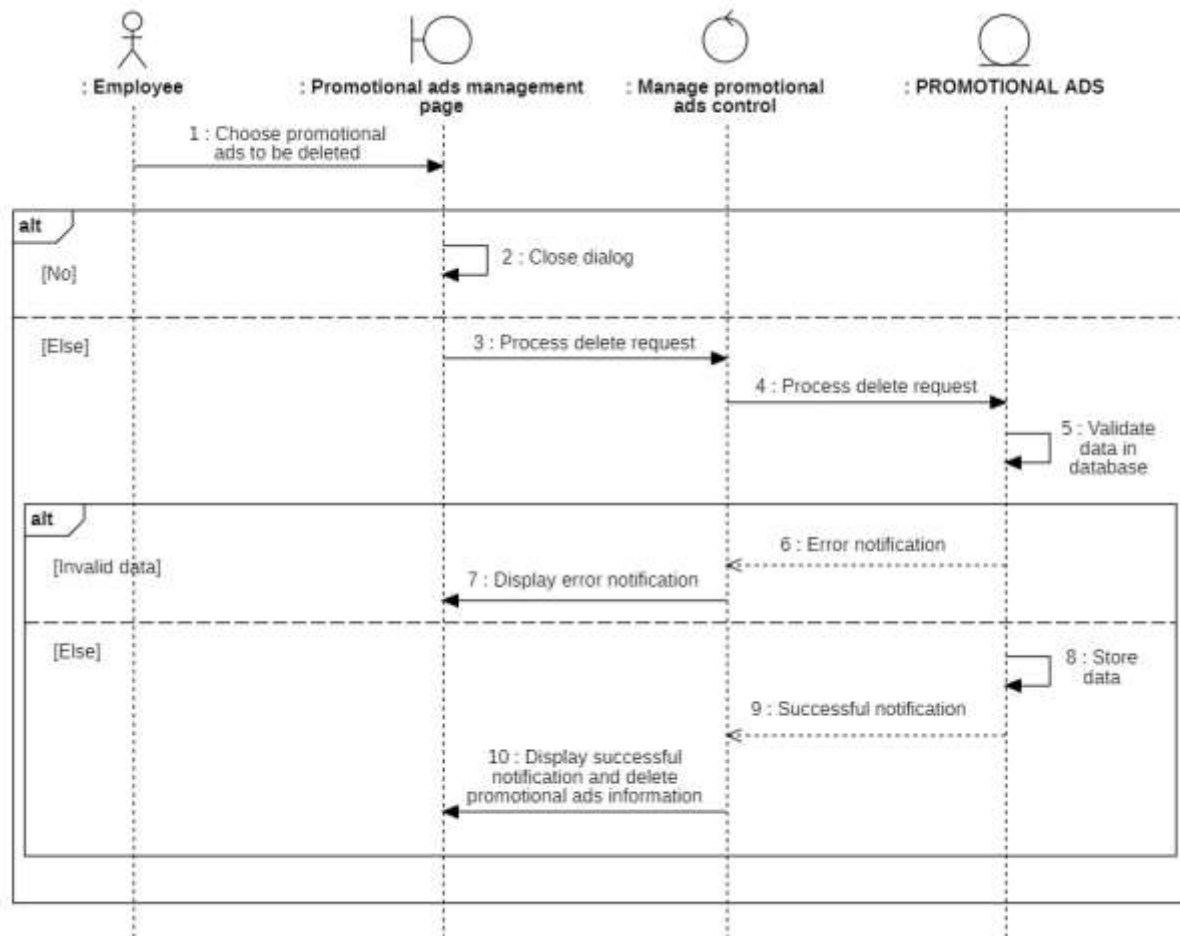 : Employee
: Promotional ads management
page
: Manage promotional
ads control
: PROMOTIONAL ADS
1 : Choose promotional
ads to be deleted
alt
[No]
2 : Close dialog
[Else]
3 : Process delete request
4 : Process delete request
5 : Validate
data in
database
alt
[Invalid data]
6 : Error notification
7 : Display error notification
[Else]
8 : Store
data
9 : Successful notification
10 : Display successful
notification and delete
promotional ads information